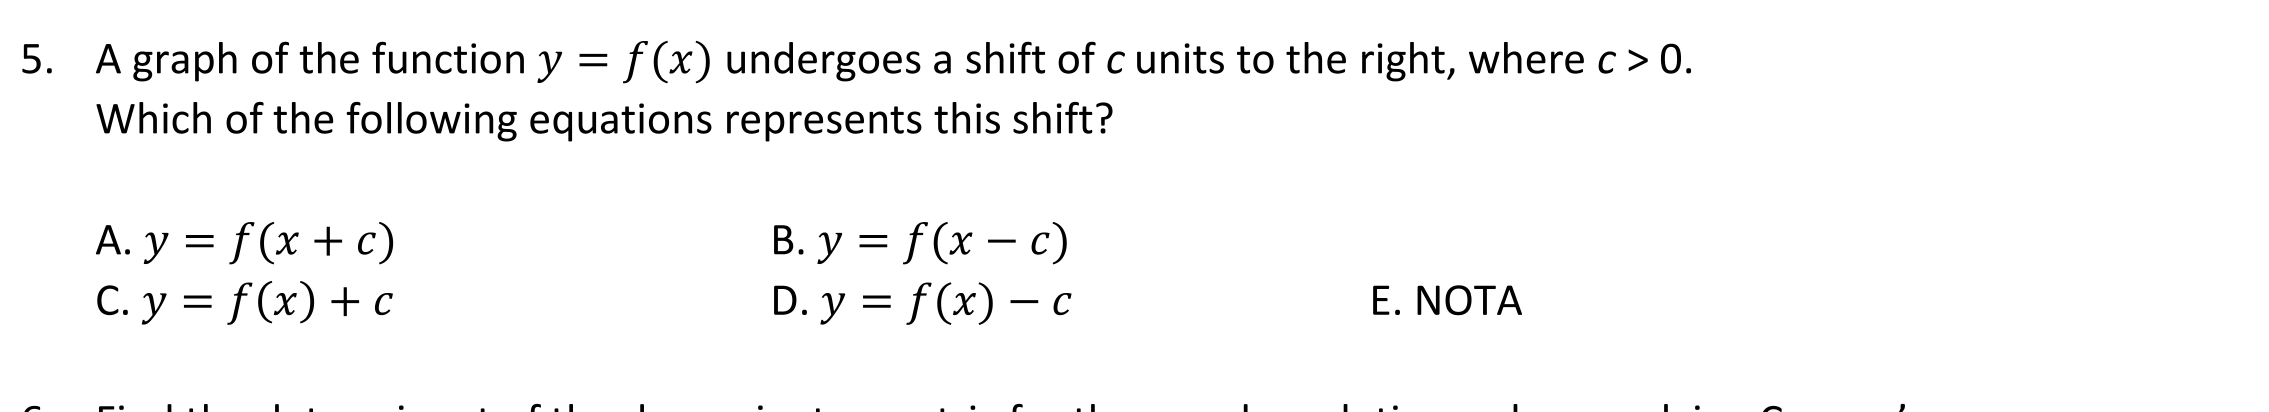 5. A graph of the function y = f(x) undergoes a shift of c units to the right, where c > 0.
Which of the following equations represents this shift?
A. y = f(x + c) B. y = f(x − c)
C. y = f(x) + c D. y = f(x) − c E. NOTA